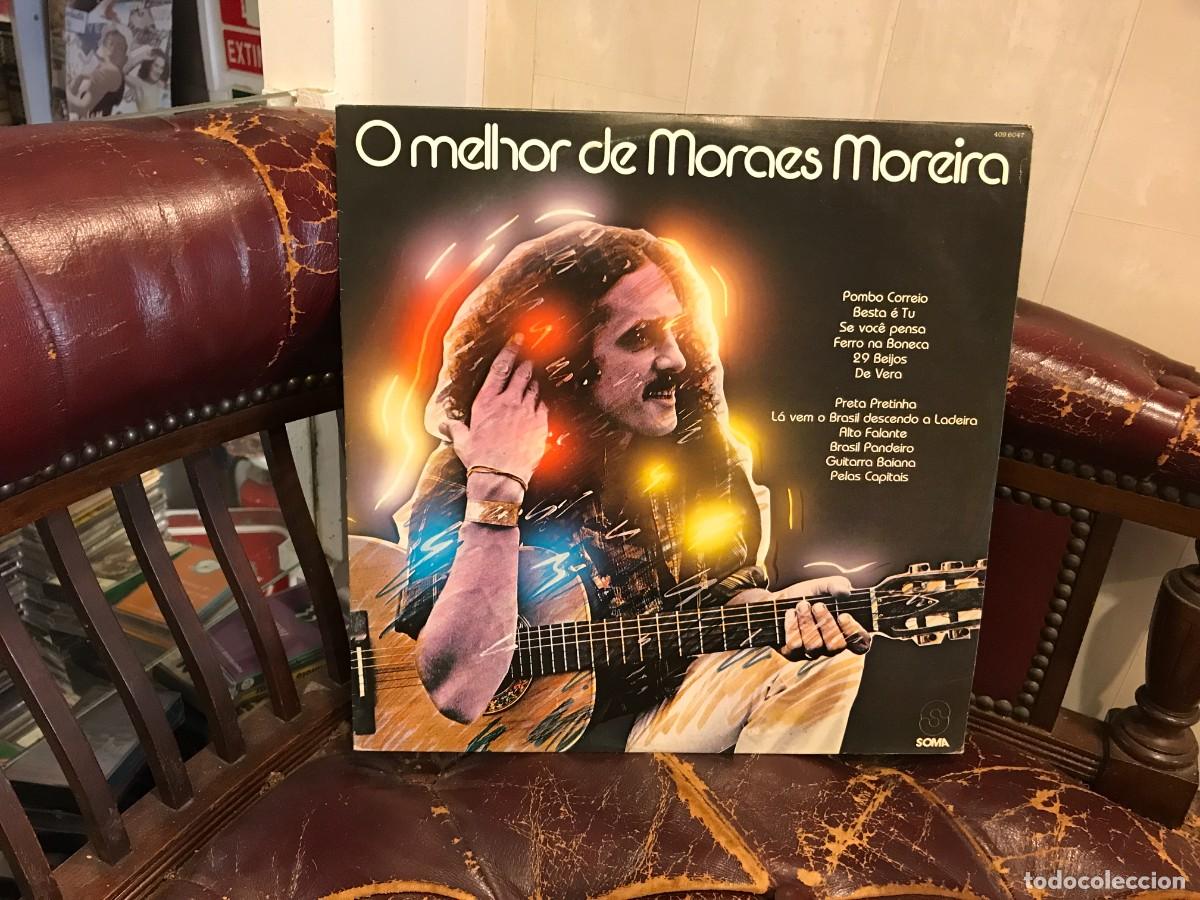 EXTI
O melhor de Moraes Moreira
409 6047
Pombo Correio
Besta é Tu
Se você pensa
Ferro na Boneca
29 Beijos
De Vera
Preta Pretinha
Lá vem o Brasil descendo a Ladeira
Alto Falante
Brasil Pandeiro
Guitarra Baiana
Pelas Capitais
SOMA
todocoleccion